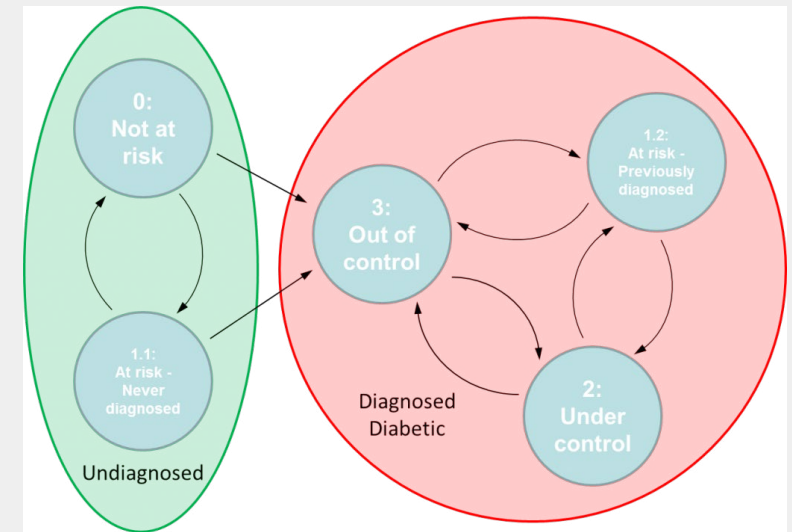 0:
Not at
risk
1.1:
At risk -
Never
diagnosed
Undiagnosed
3:
Out of
control
1.2:
At risk -
Previously
diagnosed
2:
Under
control
Diagnosed
Diabetic